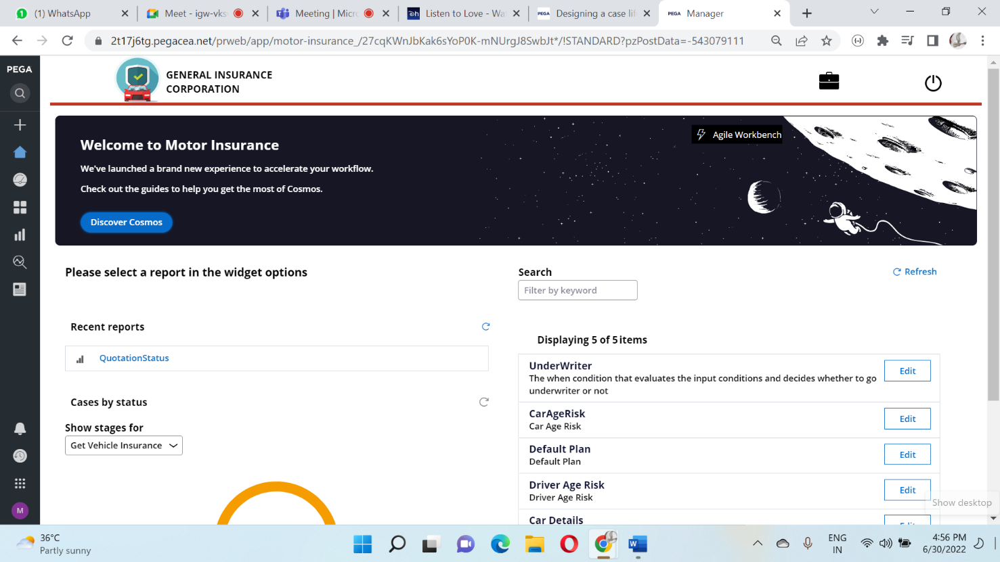 (1) WhatsApp
Meet - igw-vks
Meeting | Micro
Listen to Love - Wa
Designing a case li
Manager
2t17j6tg.pegacea.net/prweb/app/motor-insurance_/27cqKWnJbKak6sYoP0K-mNUrgJ8SwbJt*/!STANDARD?pzPostData=-543079111
PEGA
GENERAL INSURANCE
CORPORATION
Welcome to Motor Insurance
Agile Workbench
We've launched a brand new experience to accelerate your workflow.
Check out the guides to help you get the most of Cosmos.
Discover Cosmos
Please select a report in the widget options
Search
Refresh
Filter by keyword
Recent reports
QuotationStatus
Displaying 5 of 5 items
UnderWriter
The when condition that evaluates the input conditions and decides whether to go
underwriter or not
Edit
CarAgeRisk
Car Age Risk
Edit
Cases by status
Show stages for
Get Vehicle Insurance
Default Plan
Default Plan
Edit
Driver Age Risk
Driver Age Risk
Edit
Show desktop
Car Details
M
36°C
Partly sunny
ENG
IN
4:56 PM
6/30/2022